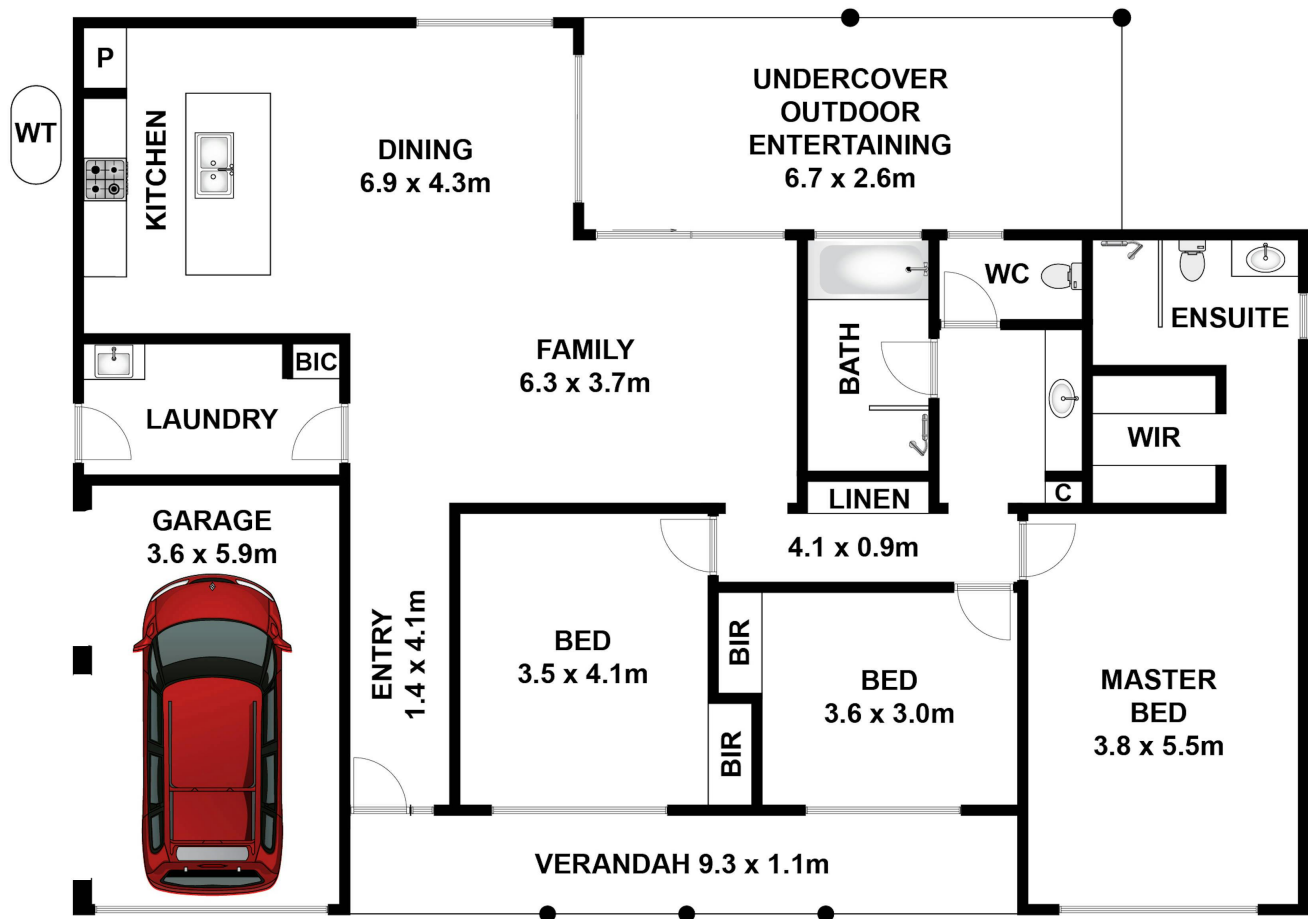 P
WT
KITCHEN
DINING
6.9 x 4.3m
UNDERCOVER
OUTDOOR
ENTERTAINING
6.7 x 2.6m
WC
ENSUITE
BATH
FAMILY
6.3 x 3.7m
BIC
LAUNDRY
WIR
LINEN
C
4.1 x 0.9m
GARAGE
3.6 x 5.9m
ENTRY
1.4 x 4.1m
BED
3.5 x 4.1m
BIR
BIR
BED
3.6 x 3.0m
MASTER
BED
3.8 x 5.5m
VERANDAH 9.3 x 1.1m